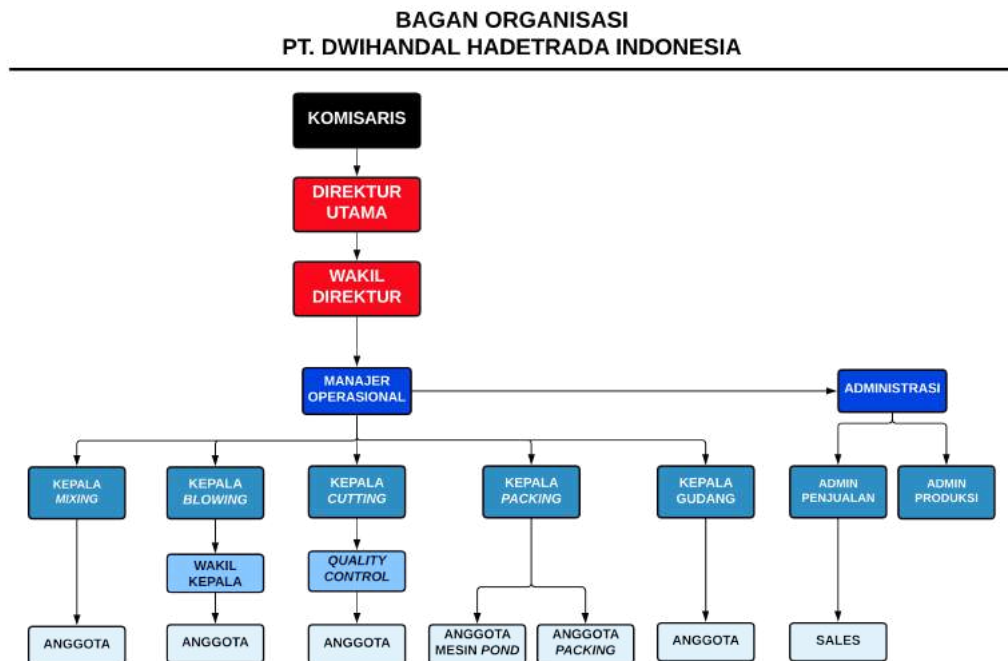 BAGAN ORGANISASI
PT. DWIHANDAL HADETRADA INDONESIA
KOMISARIS
DIREKTUR
UTAMA
WAKIL
DIREKTUR
MANAJER
OPERASIONAL
ADMINISTRASI
KEPALA
MIXING
KEPALA
BLOWING
KEPALA
CUTTING
KEPALA
PACKING
KEPALA
GUDANG
ADMIN
PENJUALAN
ADMIN
PRODUKSI
WAKIL
KEPALA
QUALITY
CONTROL
ANGGOTA
ANGGOTA
ANGGOTA
ANGGOTA
MESIN POND
ANGGOTA
PACKING
ANGGOTA
SALES